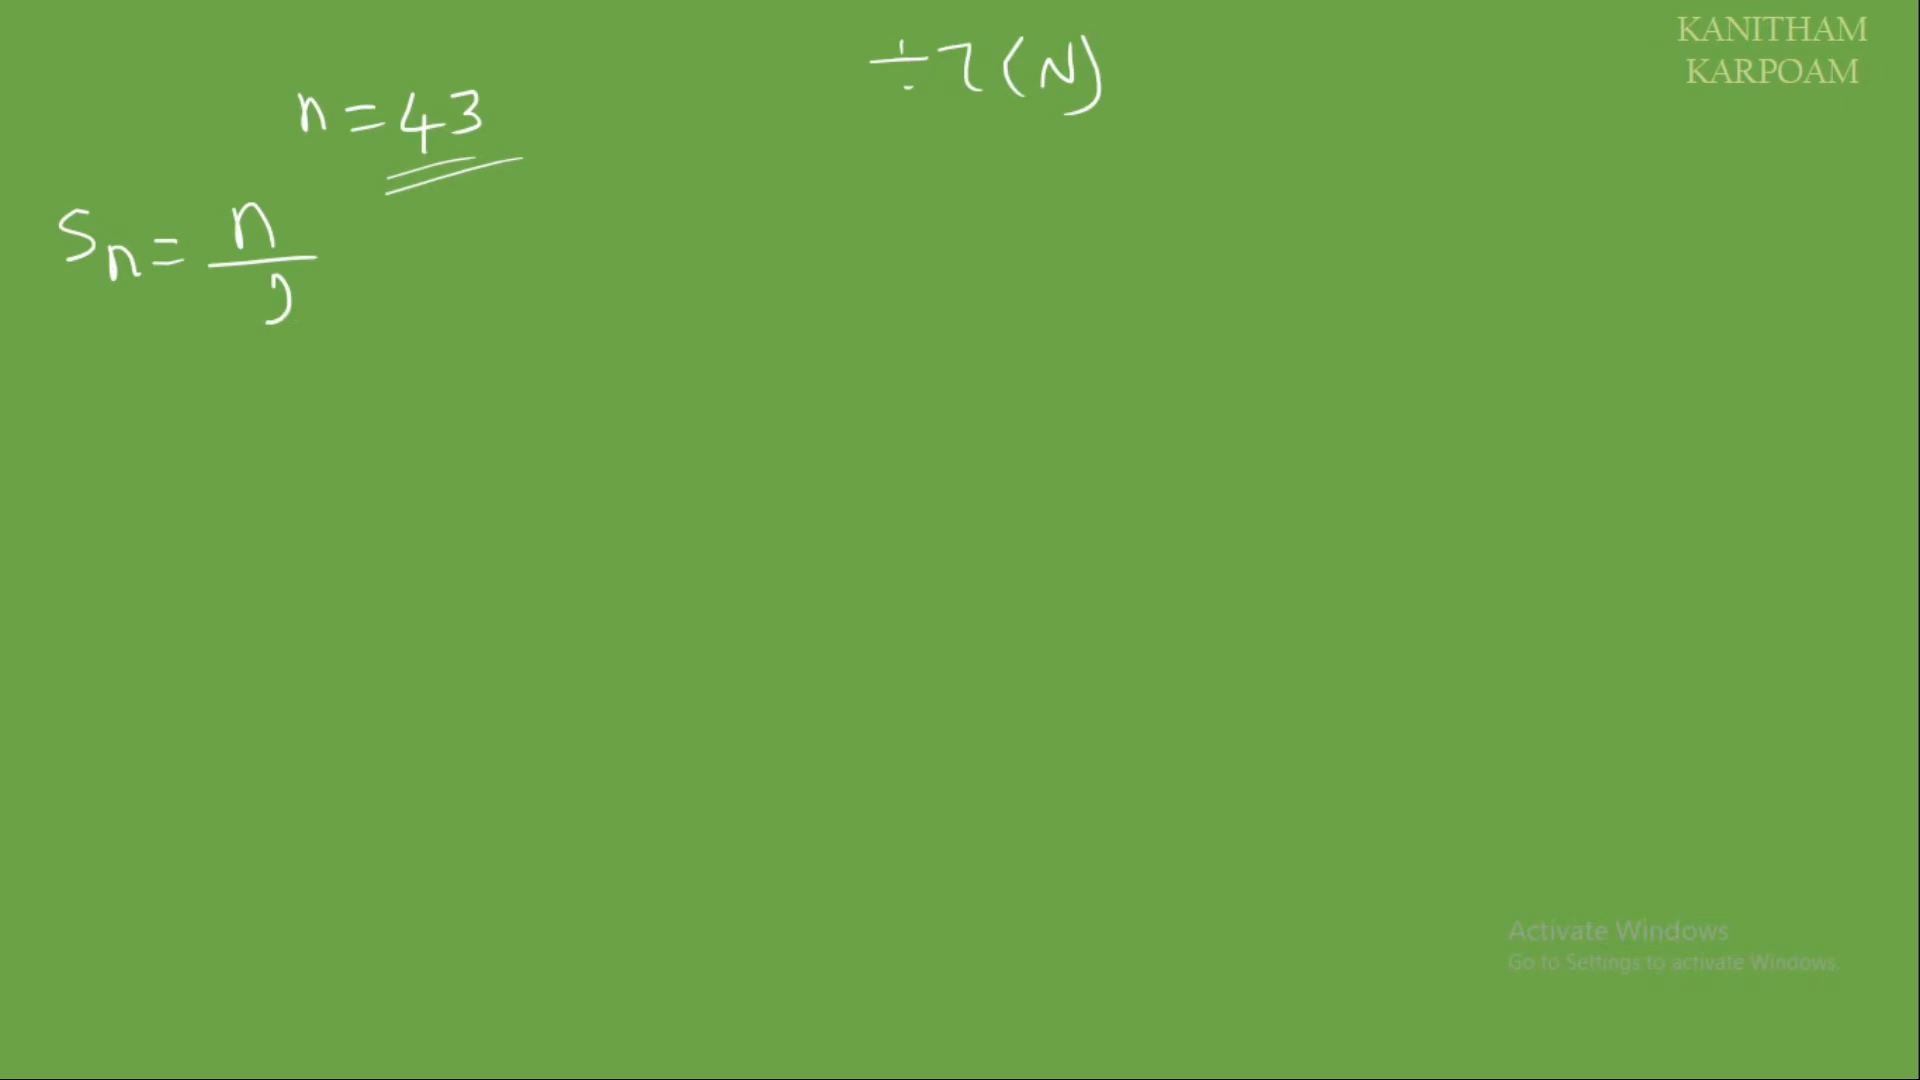 ÷7(N)
n=43
Sn= n
KANITHAM
KARPOAM
Activate Windows
Go to Settings to activate Windows.